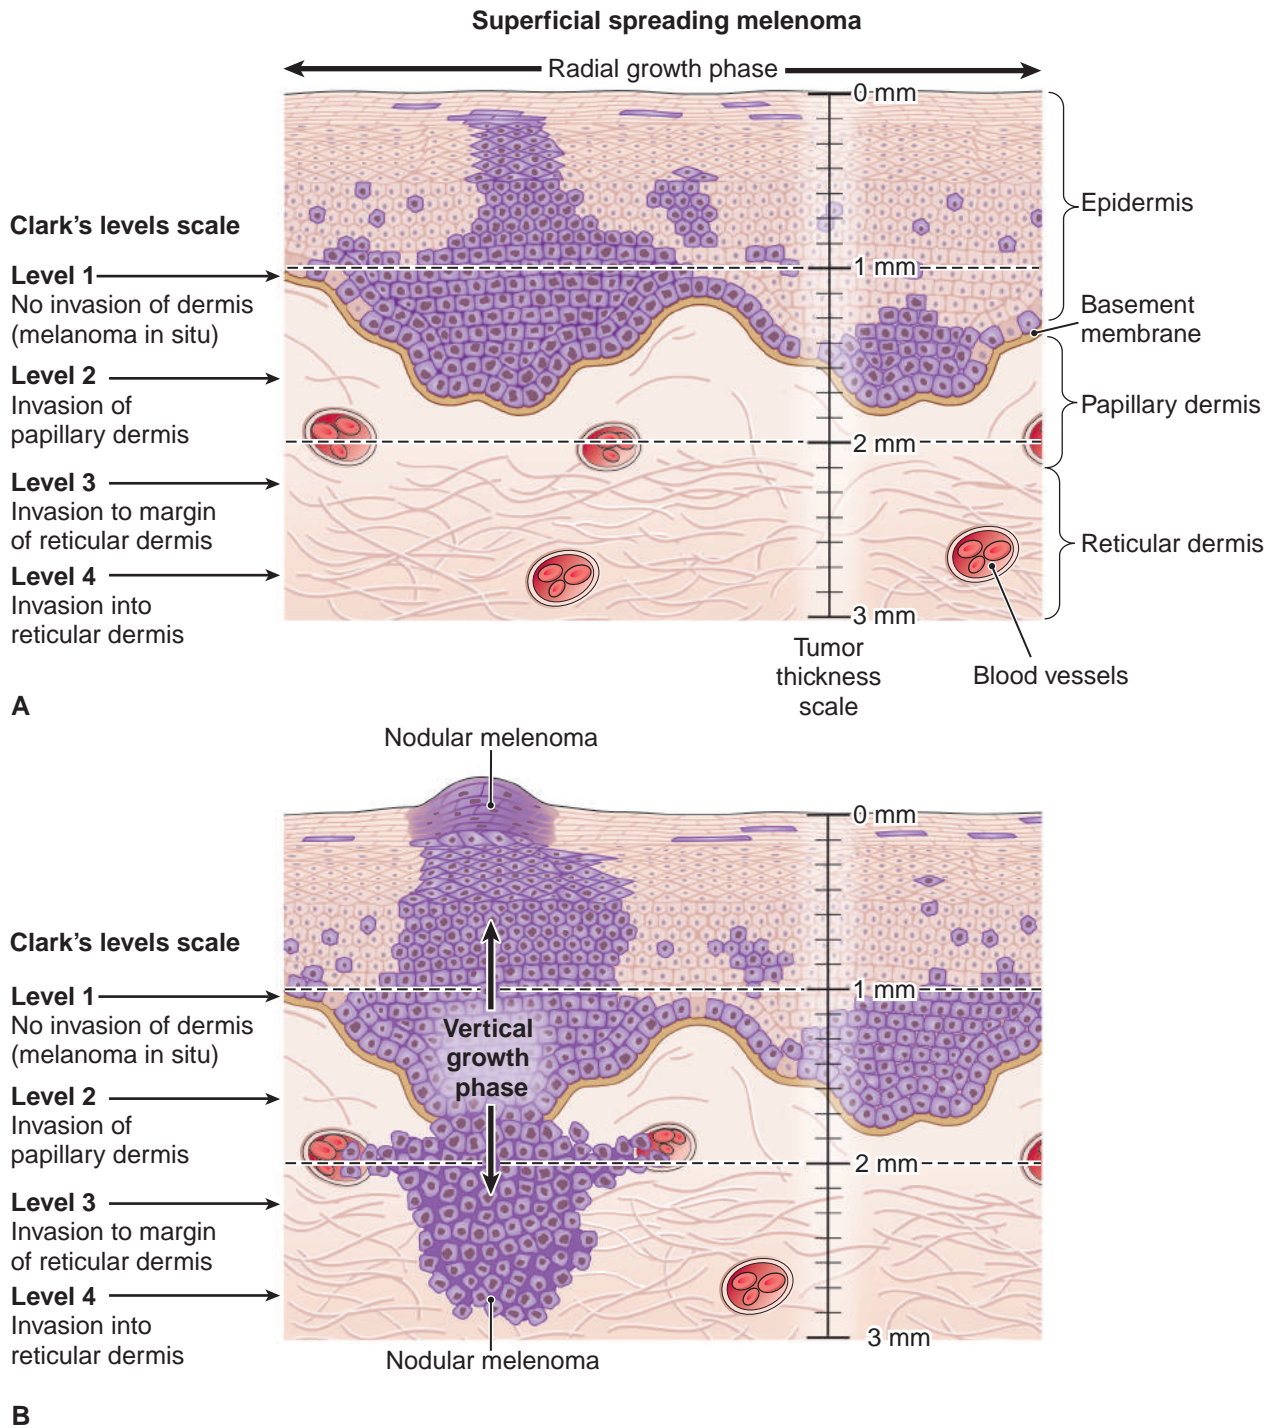 Superficial spreading melenoma
Radial growth phase
0 mm
Epidermis
Clark's levels scale
Level 1
No invasion of dermis
(melanoma in situ)
1 mm
Basement
membrane
Level 2
Invasion of
papillary dermis
Papillary dermis
2 mm
Level 3
Invasion to margin
of reticular dermis
Reticular dermis
Level 4
Invasion into
reticular dermis
3 mm
Tumor
thickness
scale
Blood vessels
A
Nodular melenoma
0 mm
Clark's levels scale
Level 1
No invasion of dermis
(melanoma in situ)
1 mm
Vertical
growth
phase
Level 2
Invasion of
papillary dermis
2 mm
Level 3
Invasion to margin
of reticular dermis
Level 4
Invasion into
reticular dermis
3 mm
Nodular melenoma
B